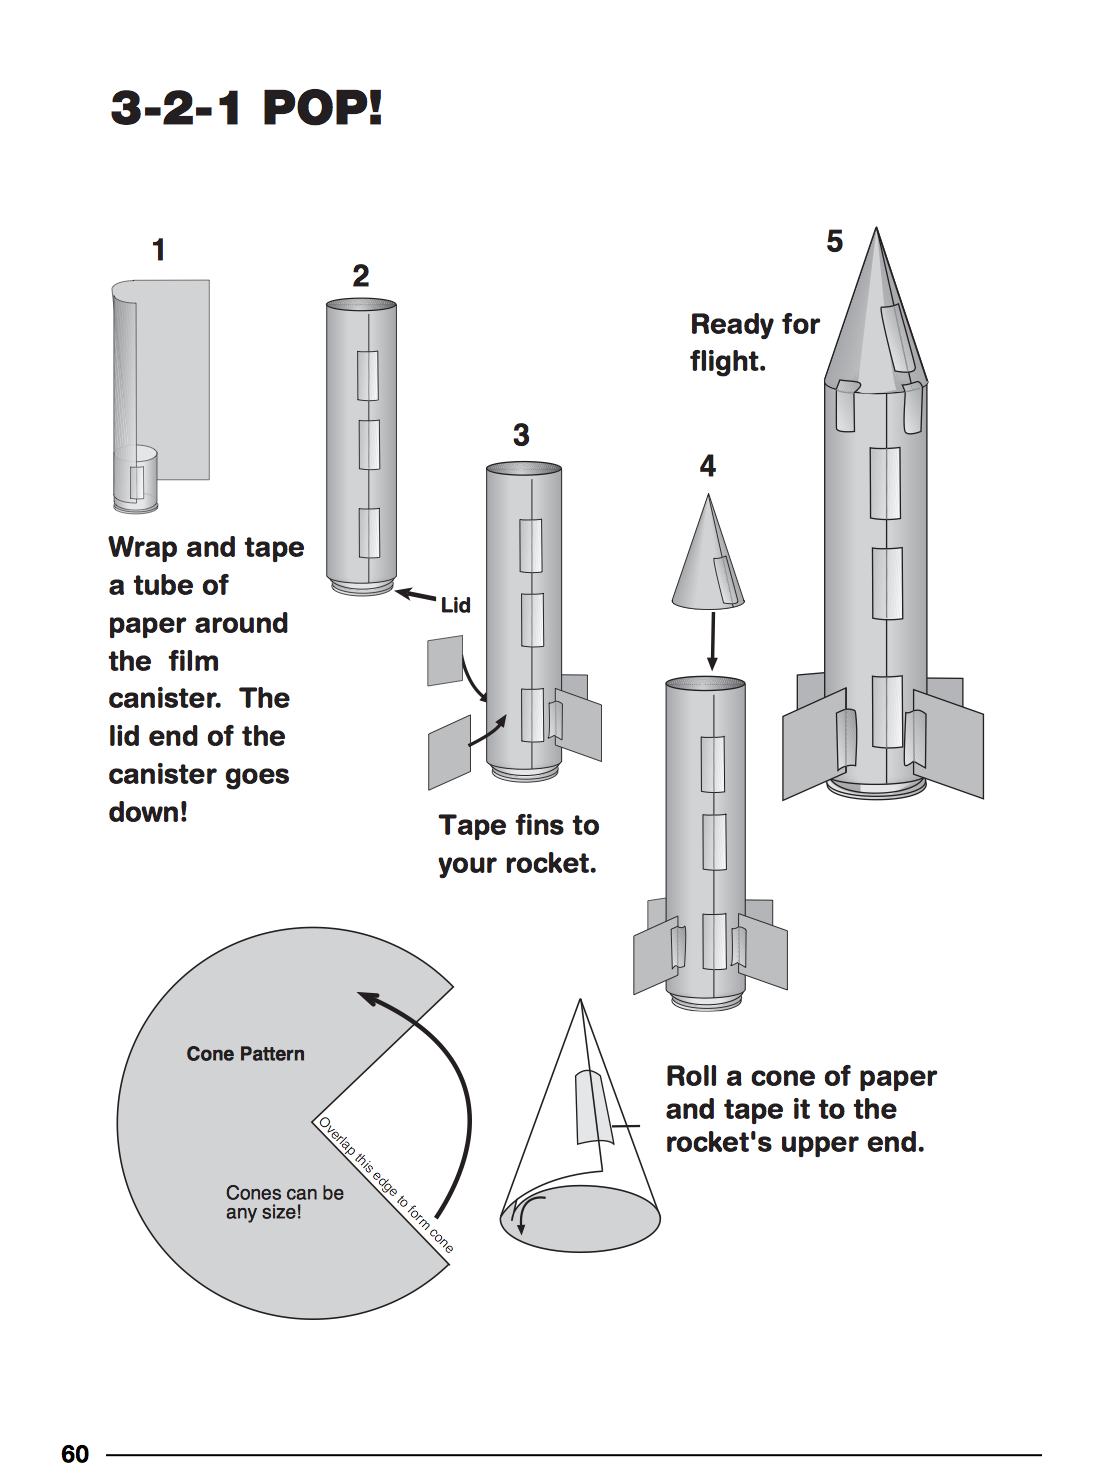 3-2-1 POP!
1
Wrap and tape
a tube of
paper around
the film
canister. The
lid end of the
canister goes
down!
2
Lid
3
Tape fins to
your rocket.
4
Roll a cone of paper
and tape it to the
rocket's upper end.
5
Ready for
flight.
Cone Pattern
Cones can be
any size!
Overlap this edge to form cone
60